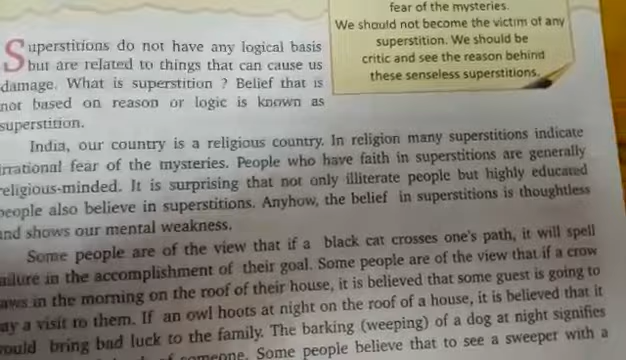 fear of the mysteries.
We should not become the victim of any
superstition. We should be
critic and see the reason behind
these senseless superstitions.
Superstitions do not have any logical basis
but are related to things that can cause us
damage. What is superstition ? Belief that is
not based on reason or logic is known as
superstition.
India, our country is a religious country. In religion many superstitions indicate
irrational fear of the mysteries. People who have faith in superstitions are generally
religious-minded. It is surprising that not only illiterate people but highly educated
people also believe in superstitions. Anyhow, the belief in superstitions is thoughtless
and shows our mental weakness.
Some people are of the view that if a black cat crosses one's path, it will spell
failure in the accomplishment of their goal. Some people are of the view that if a crow
caws in the morning on the roof of their house, it is believed that some guest is going to
pay a visit to them. If an owl hoots at night on the roof of a house, it is believed that it
would bring bad luck to the family. The barking (weeping) of a dog at night signifies
of someone. Some people believe that to see a sweeper with a